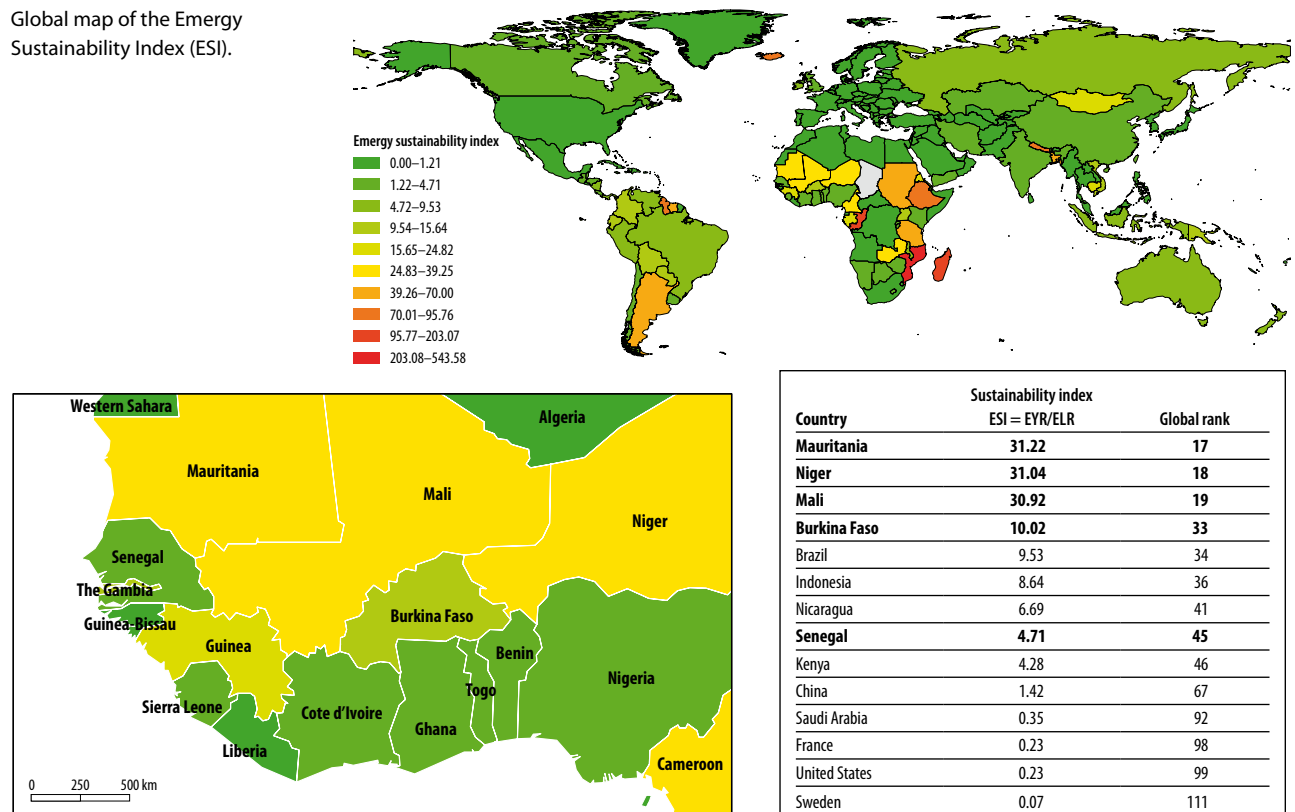 Global map of the Emergy
Sustainability Index (ESI).
Emergy sustainability index
0.00–1.21
1.22–4.71
4.72–9.53
9.54–15.64
15.65–24.82
24.83–39.25
39.26–70.00
70.01–95.76
95.77–203.07
203.08–543.58
Western Sahara
Algeria
Mauritania
Mali
Niger
Senegal
The Gambia
Guinea-Bissau
Guinea
Burkina Faso
Benin
Nigeria
Togo
Sierra Leone
Cote d'Ivoire
Ghana
Liberia
Cameroon
0 250 500 km
Sustainability index
Country ESI = EYR/ELR Global rank
Mauritania 31.22 17
Niger 31.04 18
Mali 30.92 19
Burkina Faso 10.02 33
Brazil 9.53 34
Indonesia 8.64 36
Nicaragua 6.69 41
Senegal 4.71 45
Kenya 4.28 46
China 1.42 67
Saudi Arabia 0.35 92
France 0.23 98
United States 0.23 99
Sweden 0.07 111